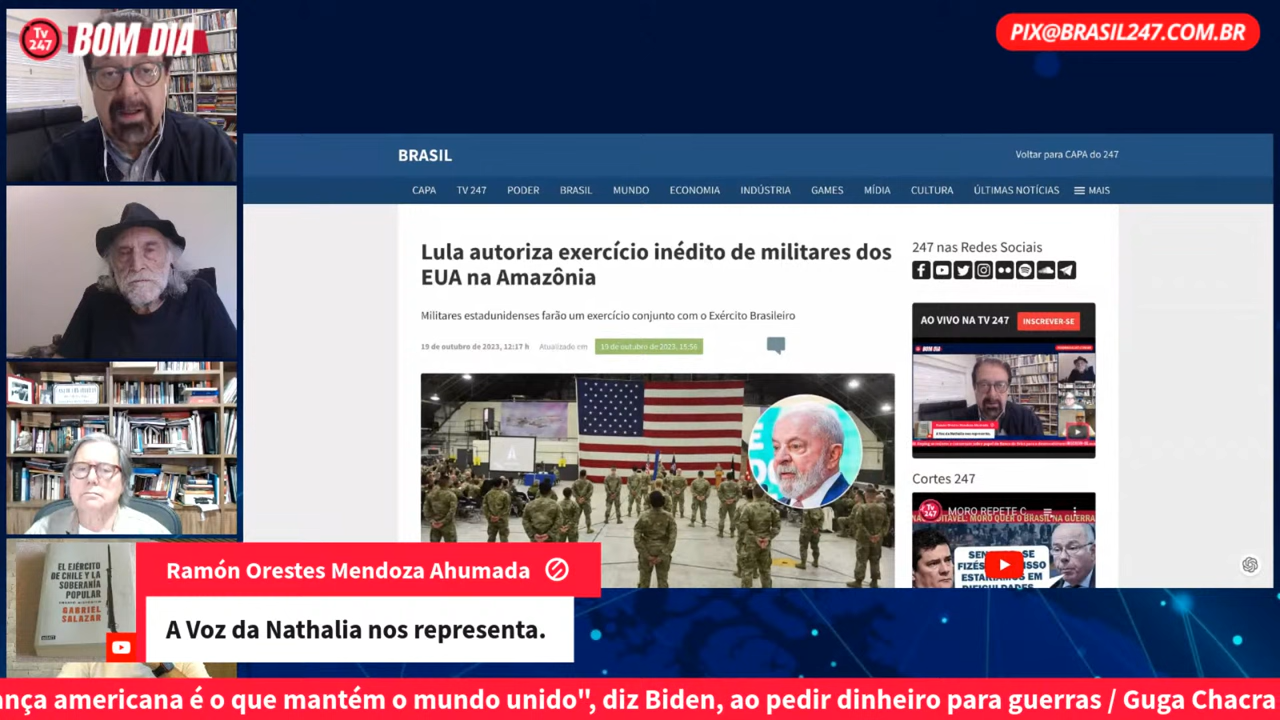 Tv
247
BOM DIA
PIX@BRASIL247.COM.BR
BRASIL
Voltar para CAPA do 247
CAPA TV 247 PODER BRASIL MUNDO ECONOMIA INDÚSTRIA GAMES MÍDIA CULTURA ÚLTIMAS NOTÍCIAS MAIS
Lula autoriza exercício inédito de militares dos
EUA na Amazônia
Militares estadunidenses farão um exercício conjunto com o Exército Brasileiro
19 de outubro de 2023, 12:17 h Atualizado em 19 de outubro de 2023, 15:56
247 nas Redes Sociais
AO VIVO NA TV 247 INSCREVER-SE
BOM DIA
Cortes 247
Tv
247
MORO REPETE
MORO QUER O BRASIL NA GUERRA
EL EJÉRCITO
DE CHILE Y LA
SOBERANÍA
POPULAR
GABRIEL
SALAZAR
Ramón Orestes Mendoza Ahumada
A Voz da Nathalia nos representa.
ança americana é o que mantém o mundo unido", diz Biden, ao pedir dinheiro para guerras / Guga Chacra